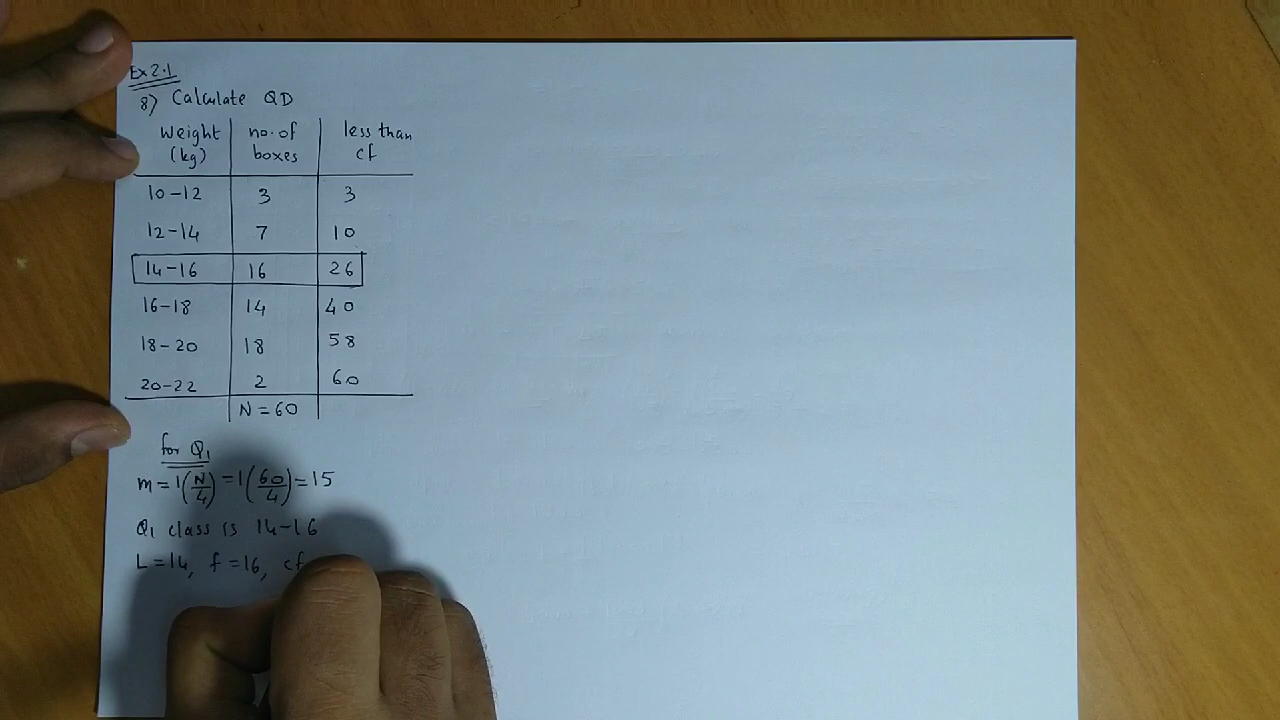 Ex 2.1
8) Calculate QD
Weight (kg) no. of boxes less than cf
10-12 3 3
12-14 7 10
14-16 16 26
16-18 14 40
18-20 18 58
20-22 2 60
N = 60
for Q1
m = 1(N/4) = 1(60/4) = 15
Q1 class is 14-16
L = 14, f = 16, cf